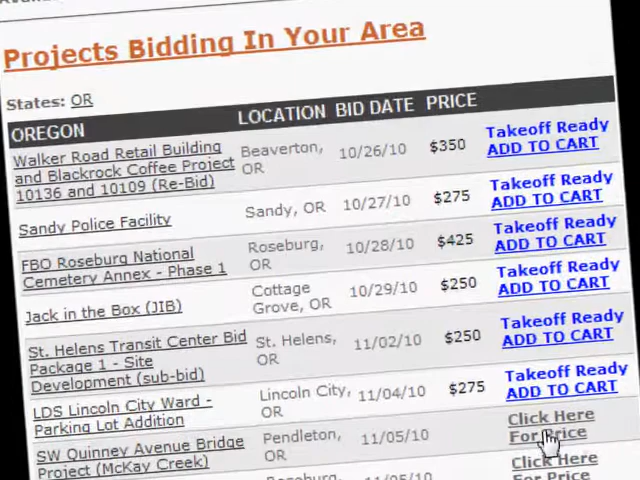 Projects Bidding In Your Area
States: OR
OREGON LOCATION BID DATE PRICE
Walker Road Retail Building and Blackrock Coffee Project 10136 and 10109 (Re-Bid) Beaverton, OR 10/26/10 $350 Takeoff Ready ADD TO CART
Sandy Police Facility Sandy, OR 10/27/10 $275 Takeoff Ready ADD TO CART
FBO Roseburg National Cemetery Annex - Phase 1 Roseburg, OR 10/28/10 $425 Takeoff Ready ADD TO CART
Jack in the Box (JIB) Cottage Grove, OR 10/29/10 $250 Takeoff Ready ADD TO CART
St. Helens Transit Center Bid Package 1 - Site Development (sub-bid) St. Helens, OR 11/02/10 $250 Takeoff Ready ADD TO CART
LDS Lincoln City Ward - Parking Lot Addition Lincoln City, OR 11/04/10 $275 Takeoff Ready ADD TO CART
SW Quinney Avenue Bridge Project (McKay Creek) Pendleton, OR 11/05/10 Click Here For Price
Click Here For Price